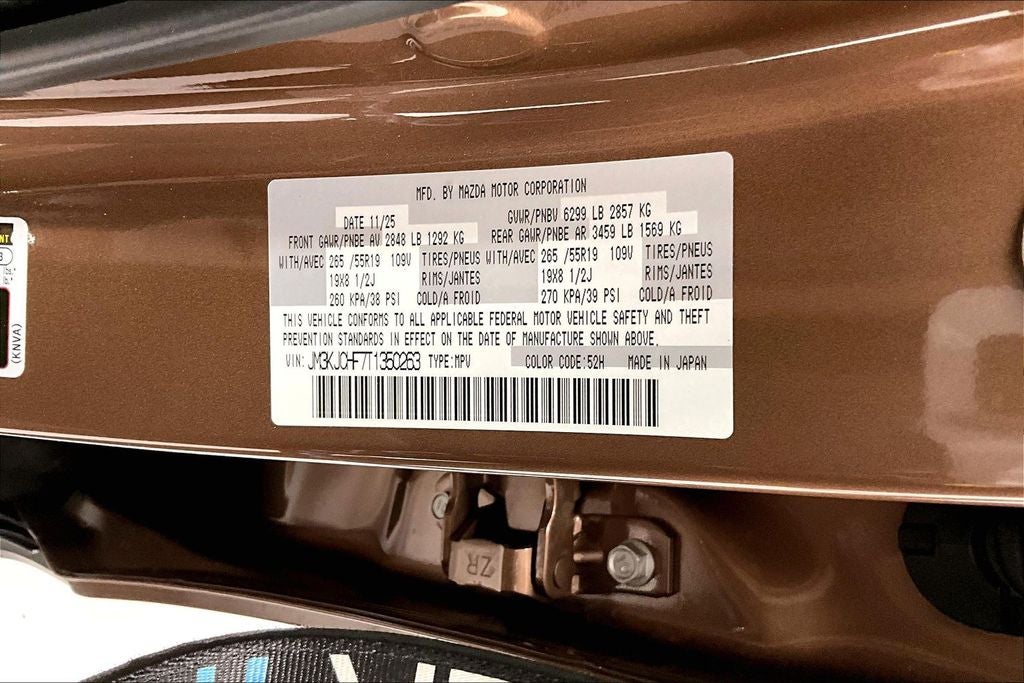 MFD. BY MAZDA MOTOR CORPORATION
DATE 11/25 GVWR/PNBV 6299 LB 2857 KG
FRONT GAWR/PNBE AV 2848 LB 1292 KG REAR GAWR/PNBE AR 3459 LB 1569 KG
WITH/AVEC 265 /55R19 109V TIRES/PNEUS WITH/AVEC 265 /55R19 109V TIRES/PNEUS
19X8 1/2J RIMS/JANTES 19X8 1/2J RIMS/JANTES
260 KPA/38 PSI COLD/A FROID 270 KPA/39 PSI COLD/A FROID
THIS VEHICLE CONFORMS TO ALL APPLICABLE FEDERAL MOTOR VEHICLE SAFETY AND THEFT
PREVENTION STANDARDS IN EFFECT ON THE DATE OF MANUFACTURE SHOWN ABOVE.
VIN: JM3KJCHF7T1350263 TYPE:MPV COLOR CODE:52H MADE IN JAPAN
(KNVA)
ZR